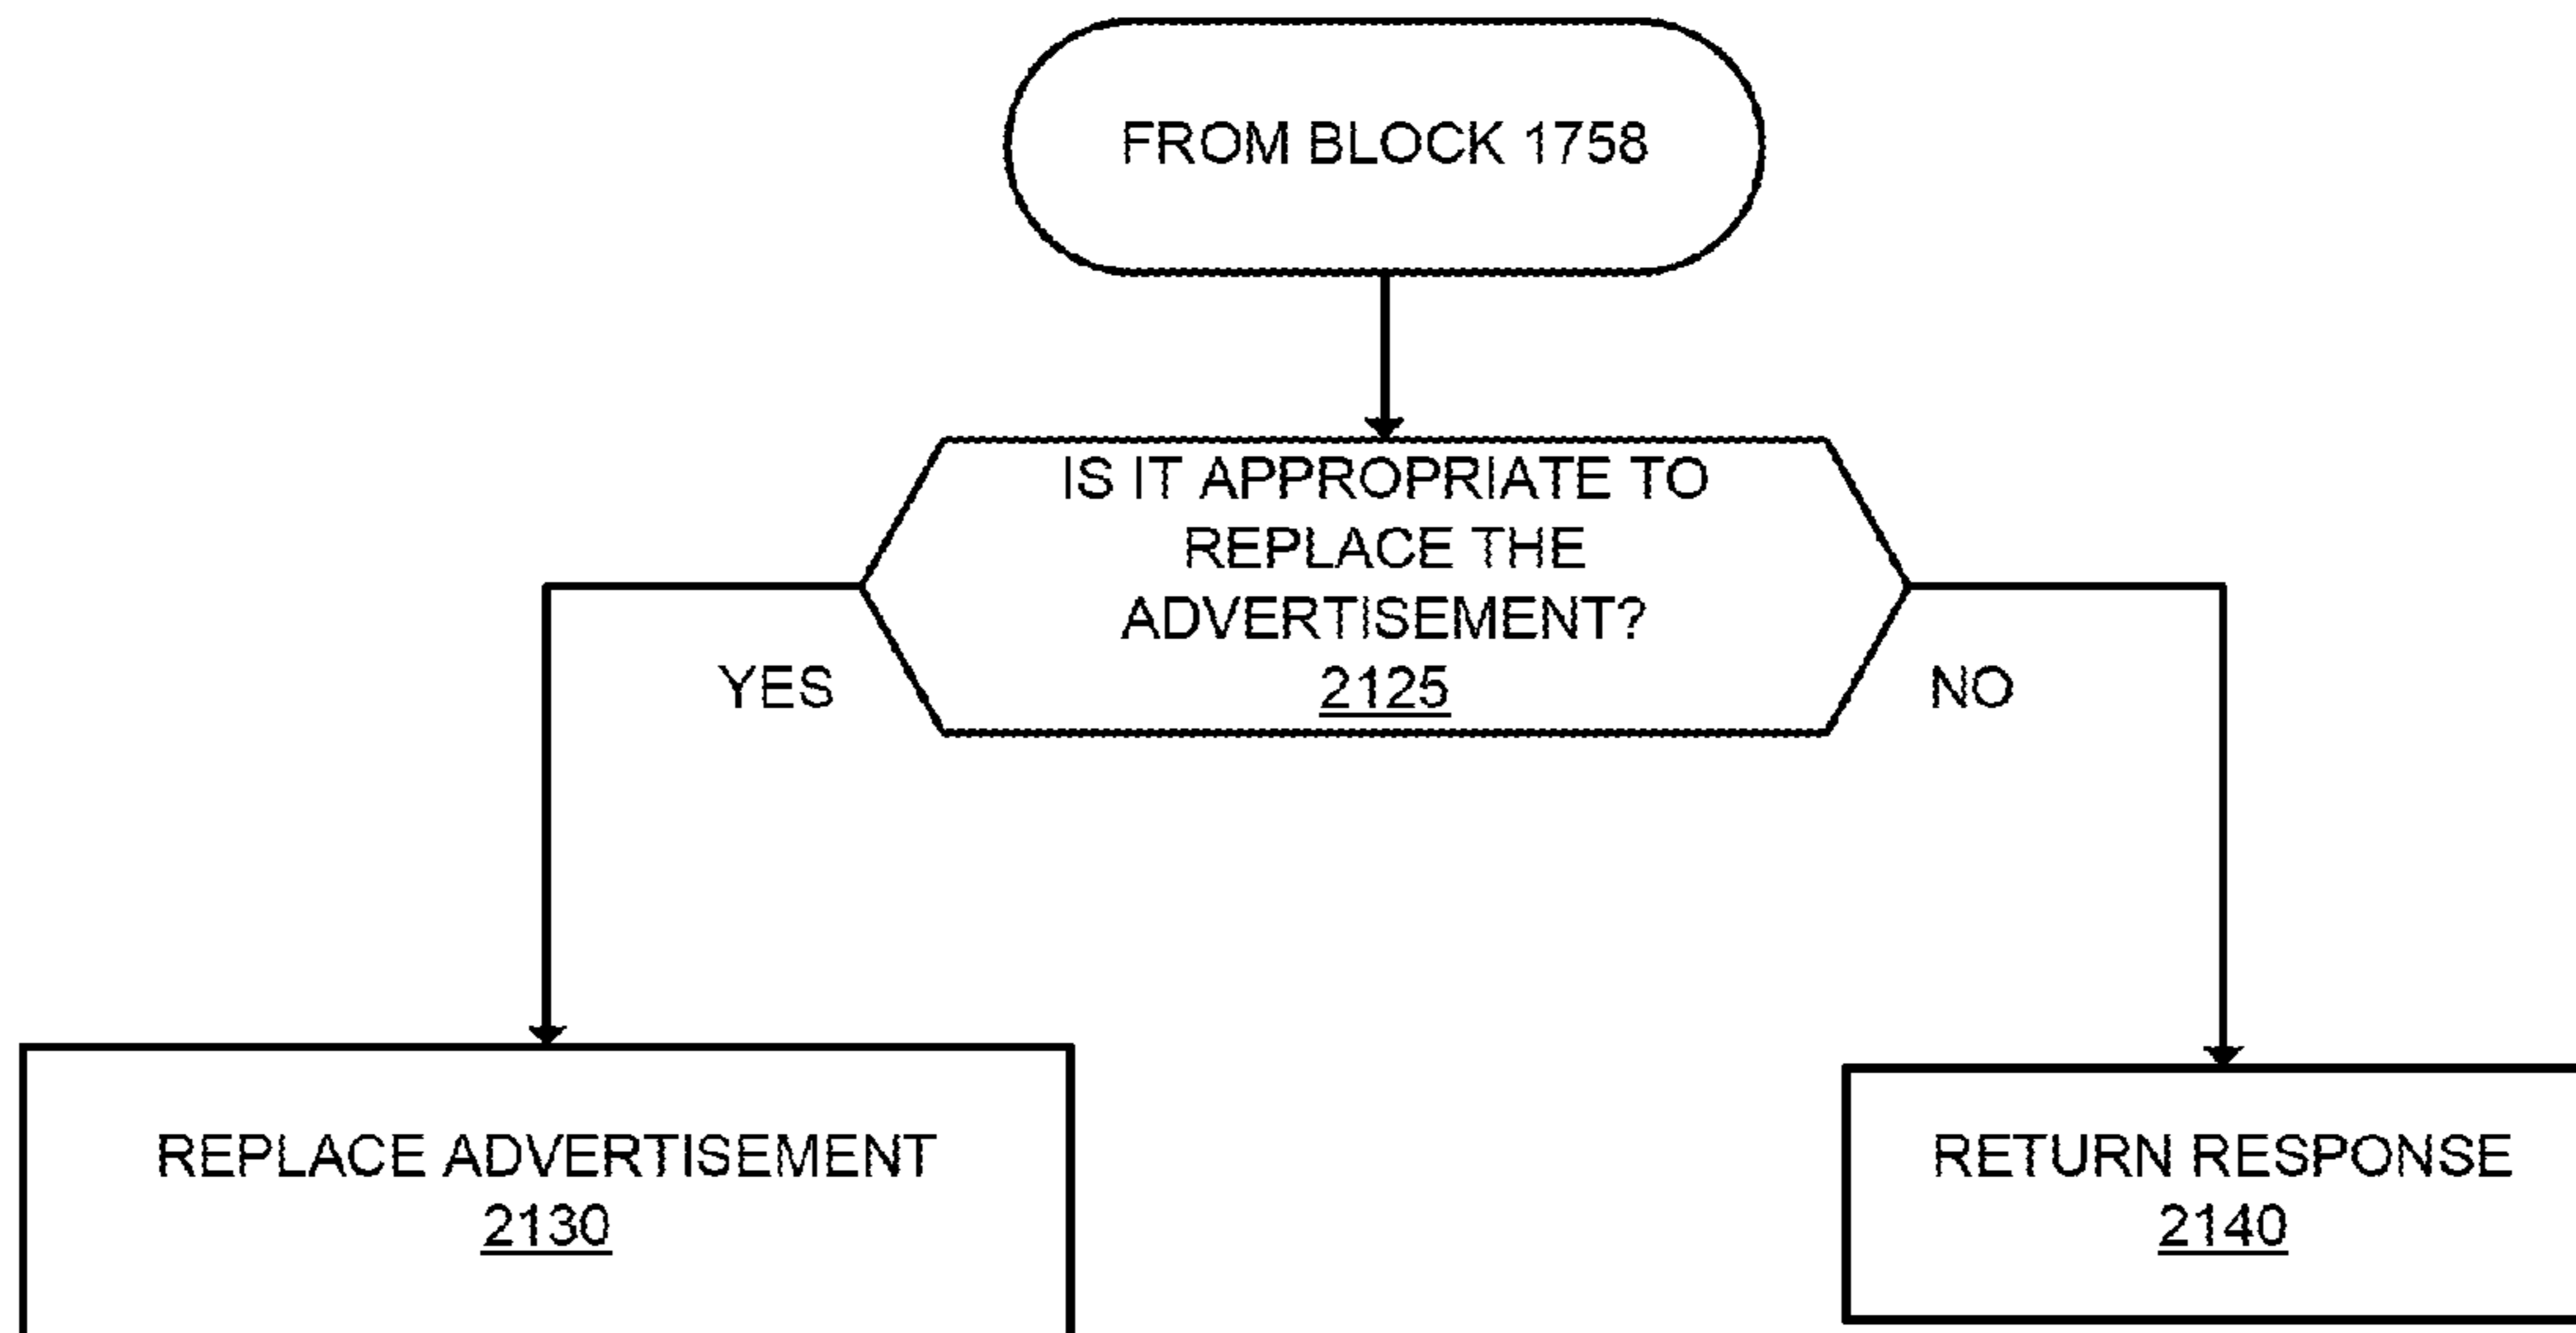 FROM BLOCK 1758
IS IT APPROPRIATE TO
REPLACE THE
ADVERTISEMENT?
2125
YES
NO
REPLACE ADVERTISEMENT
2130
RETURN RESPONSE
2140